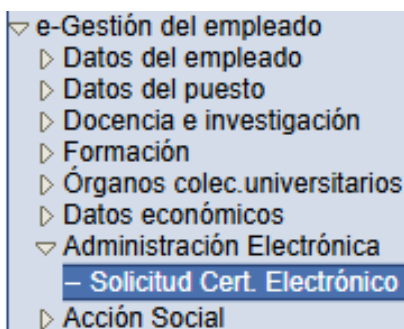 e-Gestión del empleado
Datos del empleado
Datos del puesto
Docencia e investigación
Formación
Órganos colec.universitarios
Datos económicos
Administración Electrónica
– Solicitud Cert. Electrónico
Acción Social